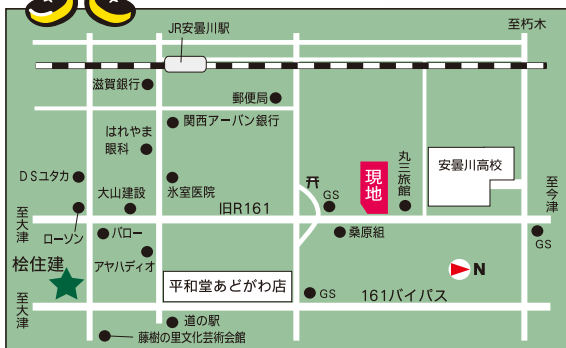 JR安曇川駅
至朽木
滋賀銀行
郵便局
関西アーバン銀行
はれやま
眼科
丸三旅館
安曇川高校
DSユタカ
氷室医院
現地
至今津
大山建設
GS
至大津
旧R161
ローソン
バロー
桑原組
GS
アヤハディオ
桧住建
N
平和堂あどがわ店
GS
161バイパス
至大津
道の駅
藤樹の里文化芸術会館